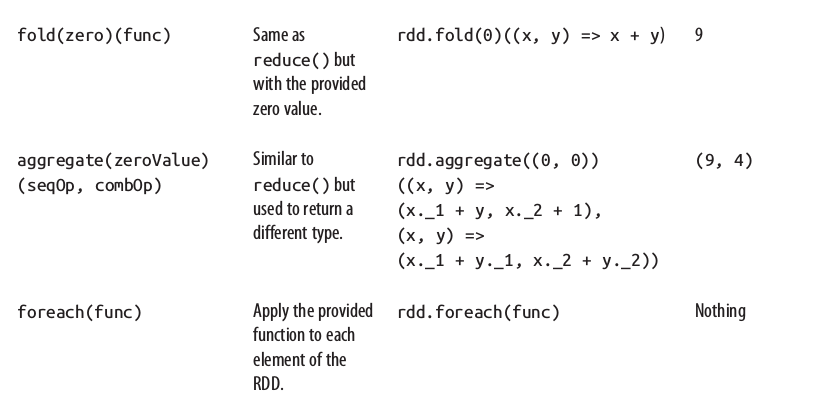 fold(zero)(func)
Same as
reduce() but
with the provided
zero value.
rdd.fold(0)((x, y) => x + y)
9
aggregate(zeroValue)
(seqOp, combOp)
Similar to
reduce() but
used to return a
different type.
rdd.aggregate((0, 0))
((x, y) =>
(x._1 + y, x._2 + 1),
(x, y) =>
(x._1 + y._1, x._2 + y._2))
(9, 4)
foreach(func)
Apply the provided
function to each
element of the
RDD.
rdd.foreach(func)
Nothing